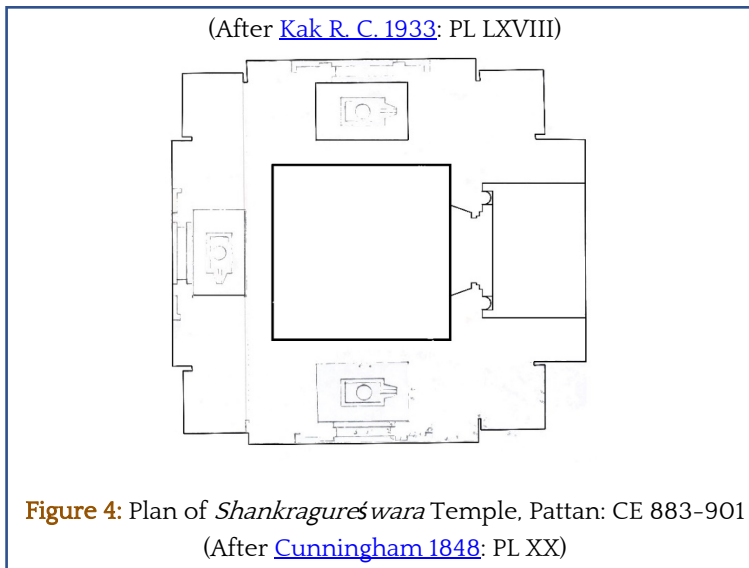 (After Kak R. C. 1933: PL LXVIII)
Figure 4: Plan of Shankragureśwara Temple, Pattan: CE 883-901
(After Cunningham 1848: PL XX)